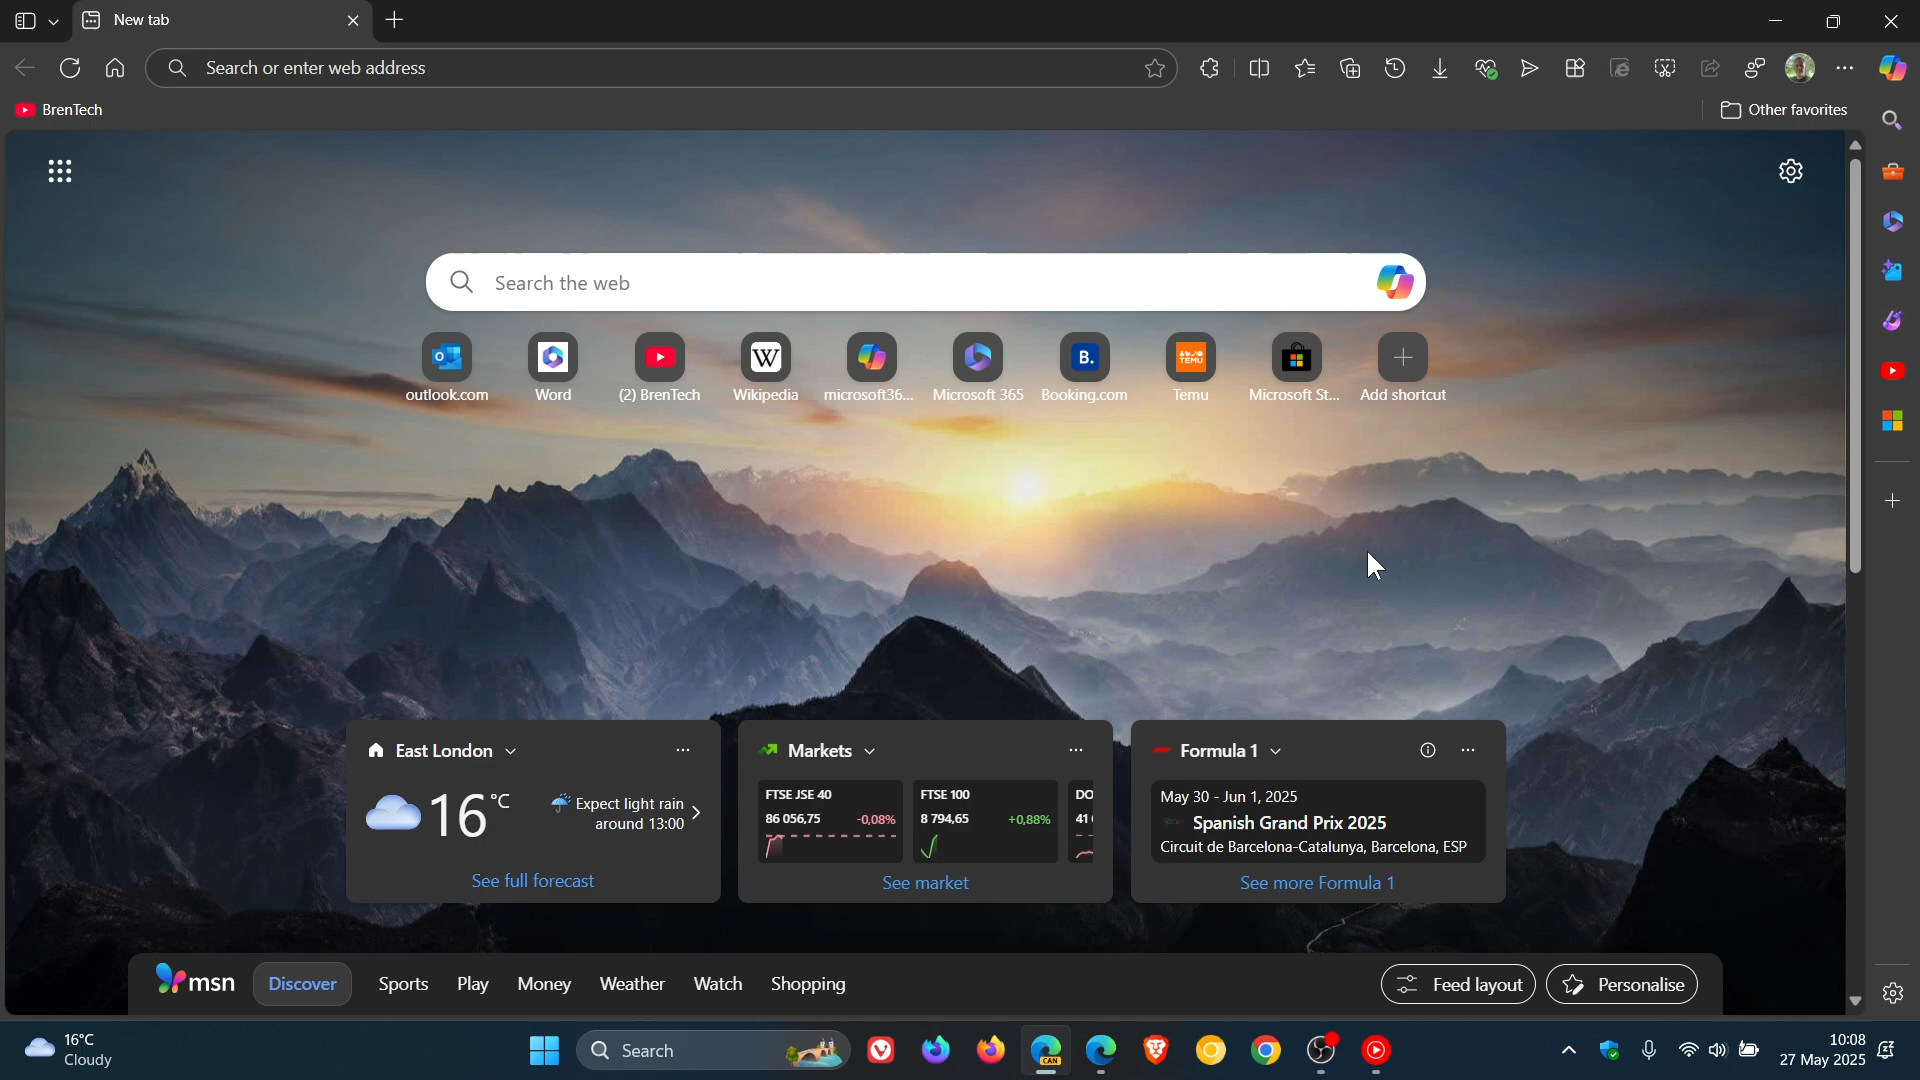 New tab
Search or enter web address
BrenTech
Other favorites
Search the web
outlook.com
Word
(2) BrenTech
Wikipedia
microsoft36...
Microsoft 365
Booking.com
Temu
Microsoft St...
Add shortcut
East London
16°C
Expect light rain
around 13:00
See full forecast
Markets
FTSE JSE 40
86 056,75 -0,08%
FTSE 100
8 794,65 +0,88%
DO
See market
Formula 1
May 30 - Jun 1, 2025
Spanish Grand Prix 2025
Circuit de Barcelona-Catalunya, Barcelona, ESP
See more Formula 1
msn
Discover
Sports
Play
Money
Weather
Watch
Shopping
Feed layout
Personalise
16°C
Cloudy
Search
CAN
10:08
27 May 2025